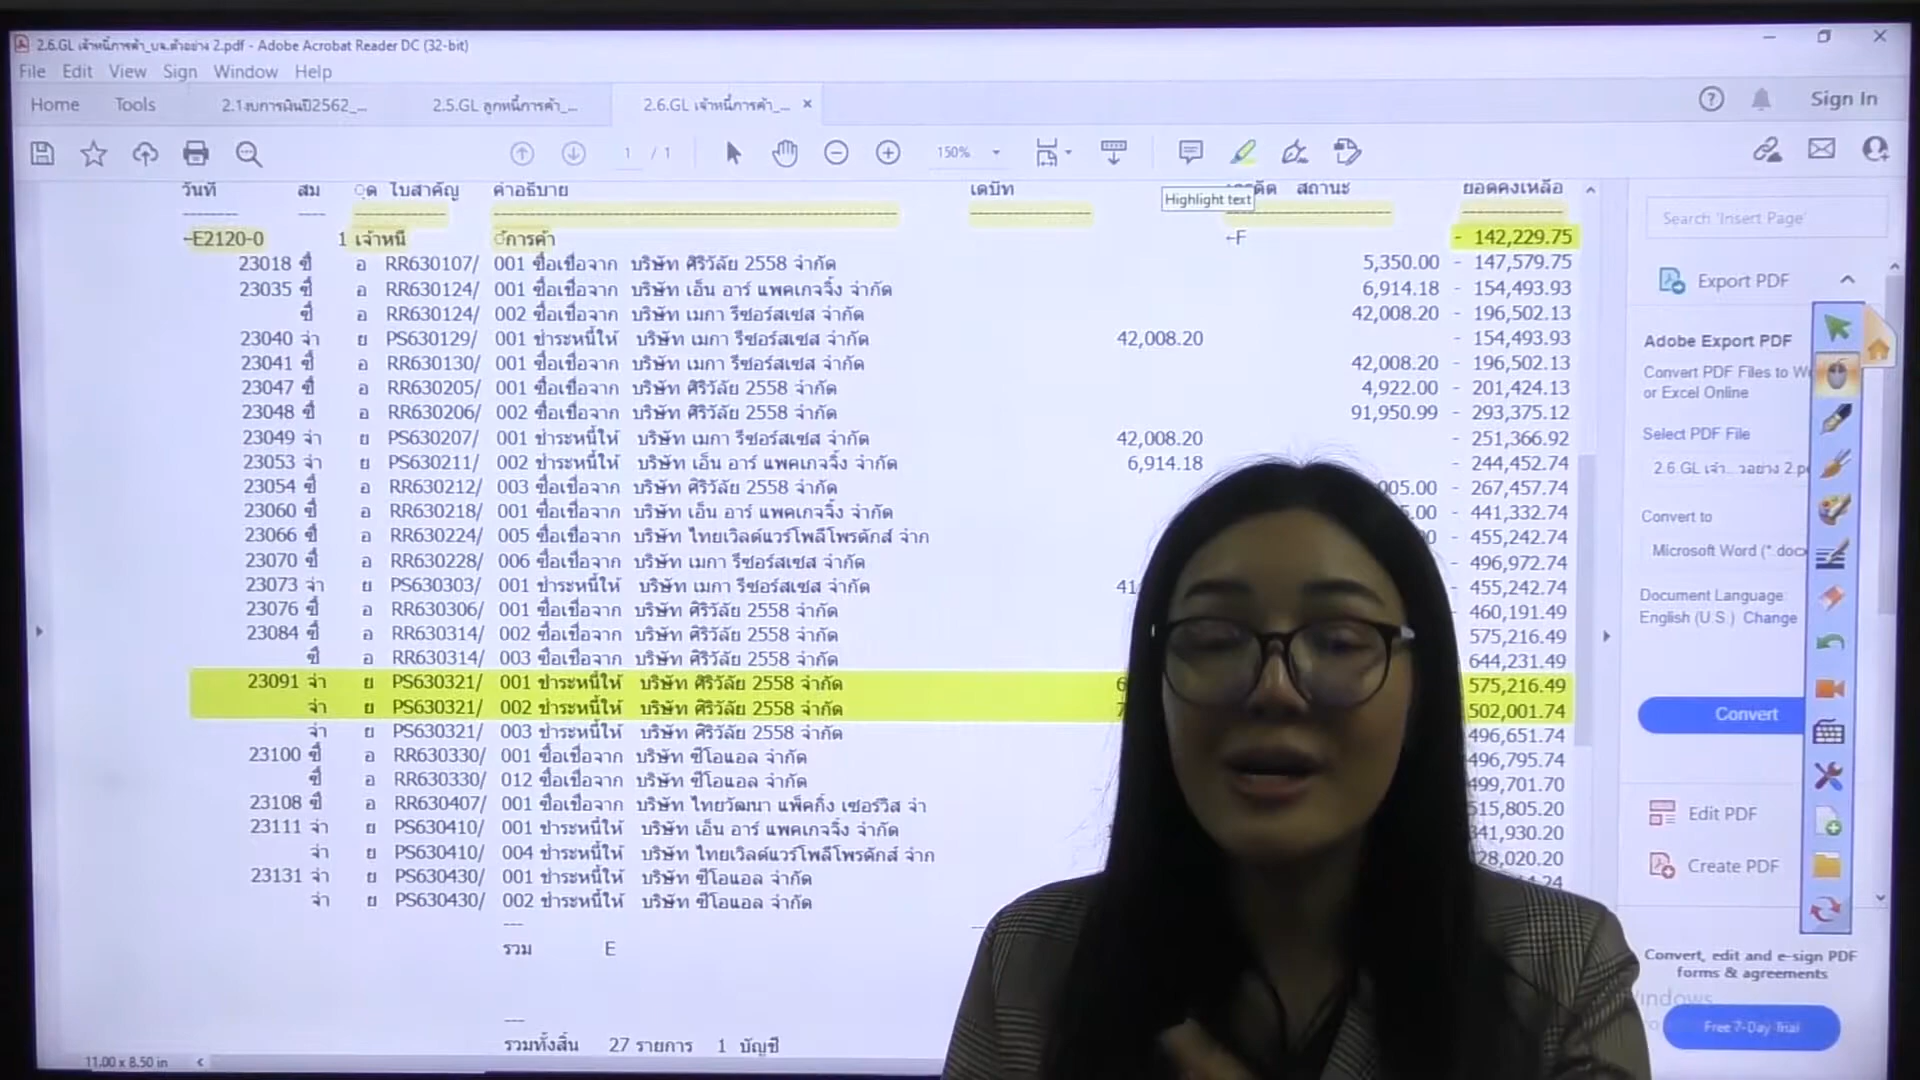 2.6.GL เจ้าหนี้การค้า_บจ.ตัวอย่าง 2.pdf - Adobe Acrobat Reader DC (32-bit)
File Edit View Sign Window Help
Home Tools 2.1งบการเงินปี2562_... 2.5.GL ลูกหนี้การค้า_... 2.6.GL เจ้าหนี้การค้า_... × Sign In
1 / 1 150%
Highlight text
วันที่ สม ุด ใบสำคัญ คำอธิบาย เดบิท เครดิต สถานะ ยอดคงเหลือ
-------- ---- ------------ ------------------------------------------------ -------------- ------------------- --------------
←E2120-0 1 เจ้าหนี้ ้การค้า ←F - 142,229.75
23018 ซื้ อ RR630107/ 001 ซื้อเชื่อจาก บริษัท ศิริวัลัย 2558 จำกัด 5,350.00 - 147,579.75
23035 ซื้ อ RR630124/ 001 ซื้อเชื่อจาก บริษัท เอ็น อาร์ แพคเกจจิ้ง จำกัด 6,914.18 - 154,493.93
ซื้ อ RR630124/ 002 ซื้อเชื่อจาก บริษัท เมกา รีซอร์สเซส จำกัด 42,008.20 - 196,502.13
23040 จ่า ย PS630129/ 001 ชำระหนี้ให้ บริษัท เมกา รีซอร์สเซส จำกัด 42,008.20 - 154,493.93
23041 ซื้ อ RR630130/ 001 ซื้อเชื่อจาก บริษัท เมกา รีซอร์สเซส จำกัด 42,008.20 - 196,502.13
23047 ซื้ อ RR630205/ 001 ซื้อเชื่อจาก บริษัท ศิริวัลัย 2558 จำกัด 4,922.00 - 201,424.13
23048 ซื้ อ RR630206/ 002 ซื้อเชื่อจาก บริษัท ศิริวัลัย 2558 จำกัด 91,950.99 - 293,375.12
23049 จ่า ย PS630207/ 001 ชำระหนี้ให้ บริษัท เมกา รีซอร์สเซส จำกัด 42,008.20 - 251,366.92
23053 จ่า ย PS630211/ 002 ชำระหนี้ให้ บริษัท เอ็น อาร์ แพคเกจจิ้ง จำกัด 6,914.18 - 244,452.74
23054 ซื้ อ RR630212/ 003 ซื้อเชื่อจาก บริษัท ศิริวัลัย 2558 จำกัด 005.00 - 267,457.74
23060 ซื้ อ RR630218/ 001 ซื้อเชื่อจาก บริษัท เอ็น อาร์ แพคเกจจิ้ง จำกัด 5.00 - 441,332.74
23066 ซื้ อ RR630224/ 005 ซื้อเชื่อจาก บริษัท ไทยเวิลด์แวร์โพลีโพรดักส์ จำก 0 - 455,242.74
23070 ซื้ อ RR630228/ 006 ซื้อเชื่อจาก บริษัท เมกา รีซอร์สเซส จำกัด - 496,972.74
23073 จ่า ย PS630303/ 001 ชำระหนี้ให้ บริษัท เมกา รีซอร์สเซส จำกัด 41 - 455,242.74
23076 ซื้ อ RR630306/ 001 ซื้อเชื่อจาก บริษัท ศิริวัลัย 2558 จำกัด - 460,191.49
23084 ซื้ อ RR630314/ 002 ซื้อเชื่อจาก บริษัท ศิริวัลัย 2558 จำกัด 575,216.49
ซื้ อ RR630314/ 003 ซื้อเชื่อจาก บริษัท ศิริวัลัย 2558 จำกัด 644,231.49
23091 จ่า ย PS630321/ 001 ชำระหนี้ให้ บริษัท ศิริวัลัย 2558 จำกัด 6 575,216.49
จ่า ย PS630321/ 002 ชำระหนี้ให้ บริษัท ศิริวัลัย 2558 จำกัด 7 502,001.74
จ่า ย PS630321/ 003 ชำระหนี้ให้ บริษัท ศิริวัลัย 2558 จำกัด 496,651.74
23100 ซื้ อ RR630330/ 001 ซื้อเชื่อจาก บริษัท ซีโอแอล จำกัด 496,795.74
ซื้ อ RR630330/ 012 ซื้อเชื่อจาก บริษัท ซีโอแอล จำกัด 499,701.70
23108 ซื้ อ RR630407/ 001 ซื้อเชื่อจาก บริษัท ไทยวัฒนา แพ็คกิ้ง เซอร์วิส จำ 515,805.20
23111 จ่า ย PS630410/ 001 ชำระหนี้ให้ บริษัท เอ็น อาร์ แพคเกจจิ้ง จำกัด 341,930.20
จ่า ย PS630410/ 004 ชำระหนี้ให้ บริษัท ไทยเวิลด์แวร์โพลีโพรดักส์ จำก 28,020.20
23131 จ่า ย PS630430/ 001 ชำระหนี้ให้ บริษัท ซีโอแอล จำกัด
จ่า ย PS630430/ 002 ชำระหนี้ให้ บริษัท ซีโอแอล จำกัด
---
รวม E
---
รวมทั้งสิ้น 27 รายการ 1 บัญชี
11.00 x 8.50 in
Search 'Insert Page'
Export PDF
Adobe Export PDF
Convert PDF Files to W
or Excel Online
Select PDF File
2.6.GL เจ้า...วอย่าง 2.p
Convert to
Microsoft Word (*.docx
Document Language:
English (U.S.) Change
Convert
Edit PDF
Create PDF
Convert, edit and e-sign PDF
forms & agreements
Windows
Free 7-Day Trial